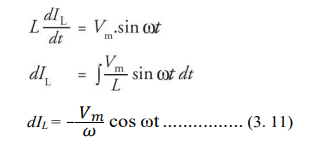 L dI_L/dt = V_m.sin ωt
dI_L = ∫ V_m/L sin ωt dt
dI_L = - V_m/ω cos ωt ................. (3. 11)